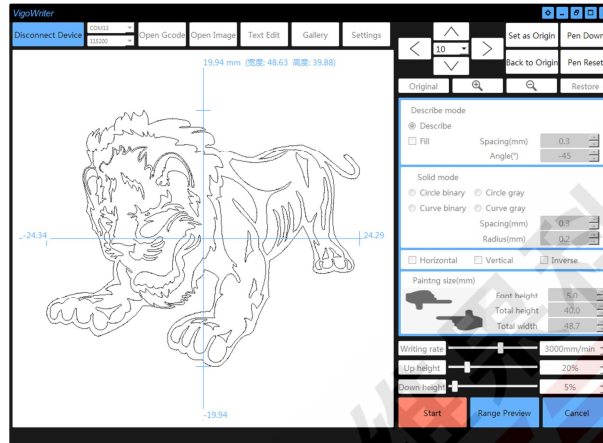 VigoWriter
Disconnect Device
COM13
115200
Open Gcode
Open Image
Text Edit
Gallery
Settings
10
Set as Origin
Pen Down
Back to Origin
Pen Reset
Original
Restore
19.94 mm (宽度: 48.63 高度: 39.88)
-24.34
24.29
-19.94
Describe mode
Describe
Fill
Spacing(mm)
0.3
Angle(°)
-45
Solid mode
Circle binary
Circle gray
Curve binary
Curve gray
Spacing(mm)
0.3
Radius(mm)
0.2
Horizontal
Vertical
Inverse
Paintng size(mm)
Font height
5.0
Total height
40.0
Total width
48.7
Writing rate
3000mm/min
Up height
20%
Down height
5%
Start
Range Preview
Cancel